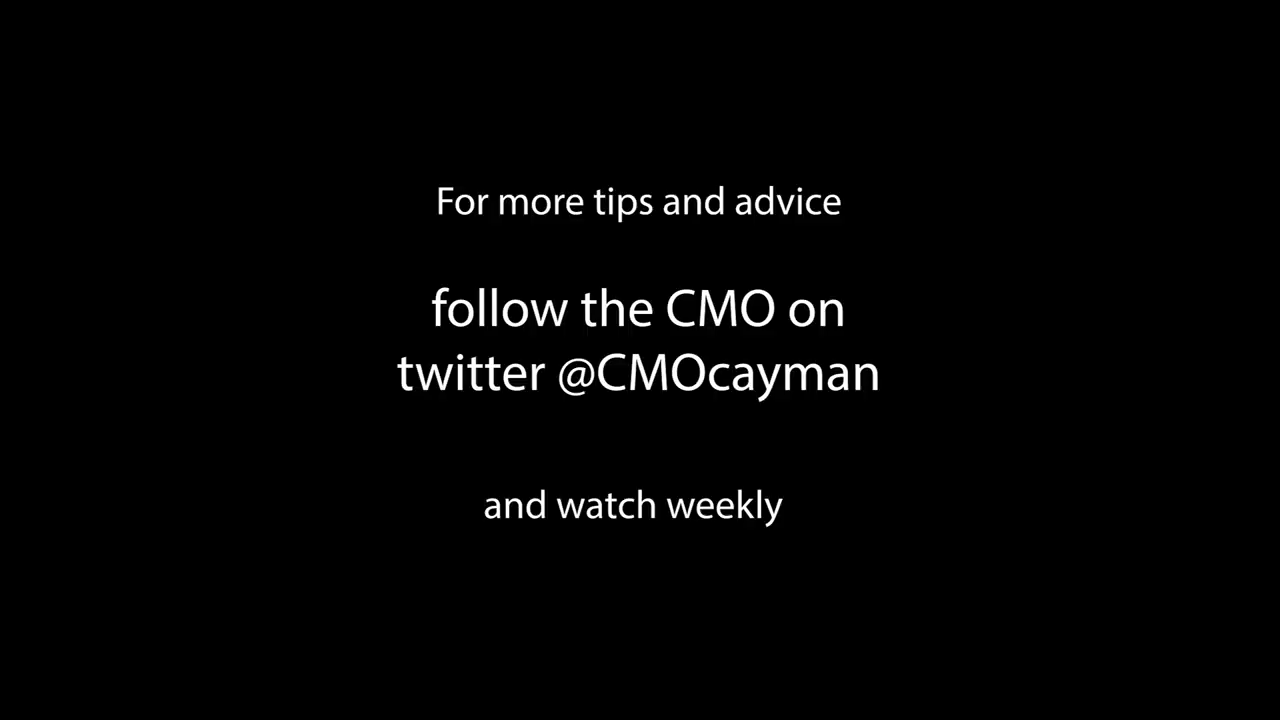 For more tips and advice
follow the CMO on
twitter @CMOcayman
and watch weekly